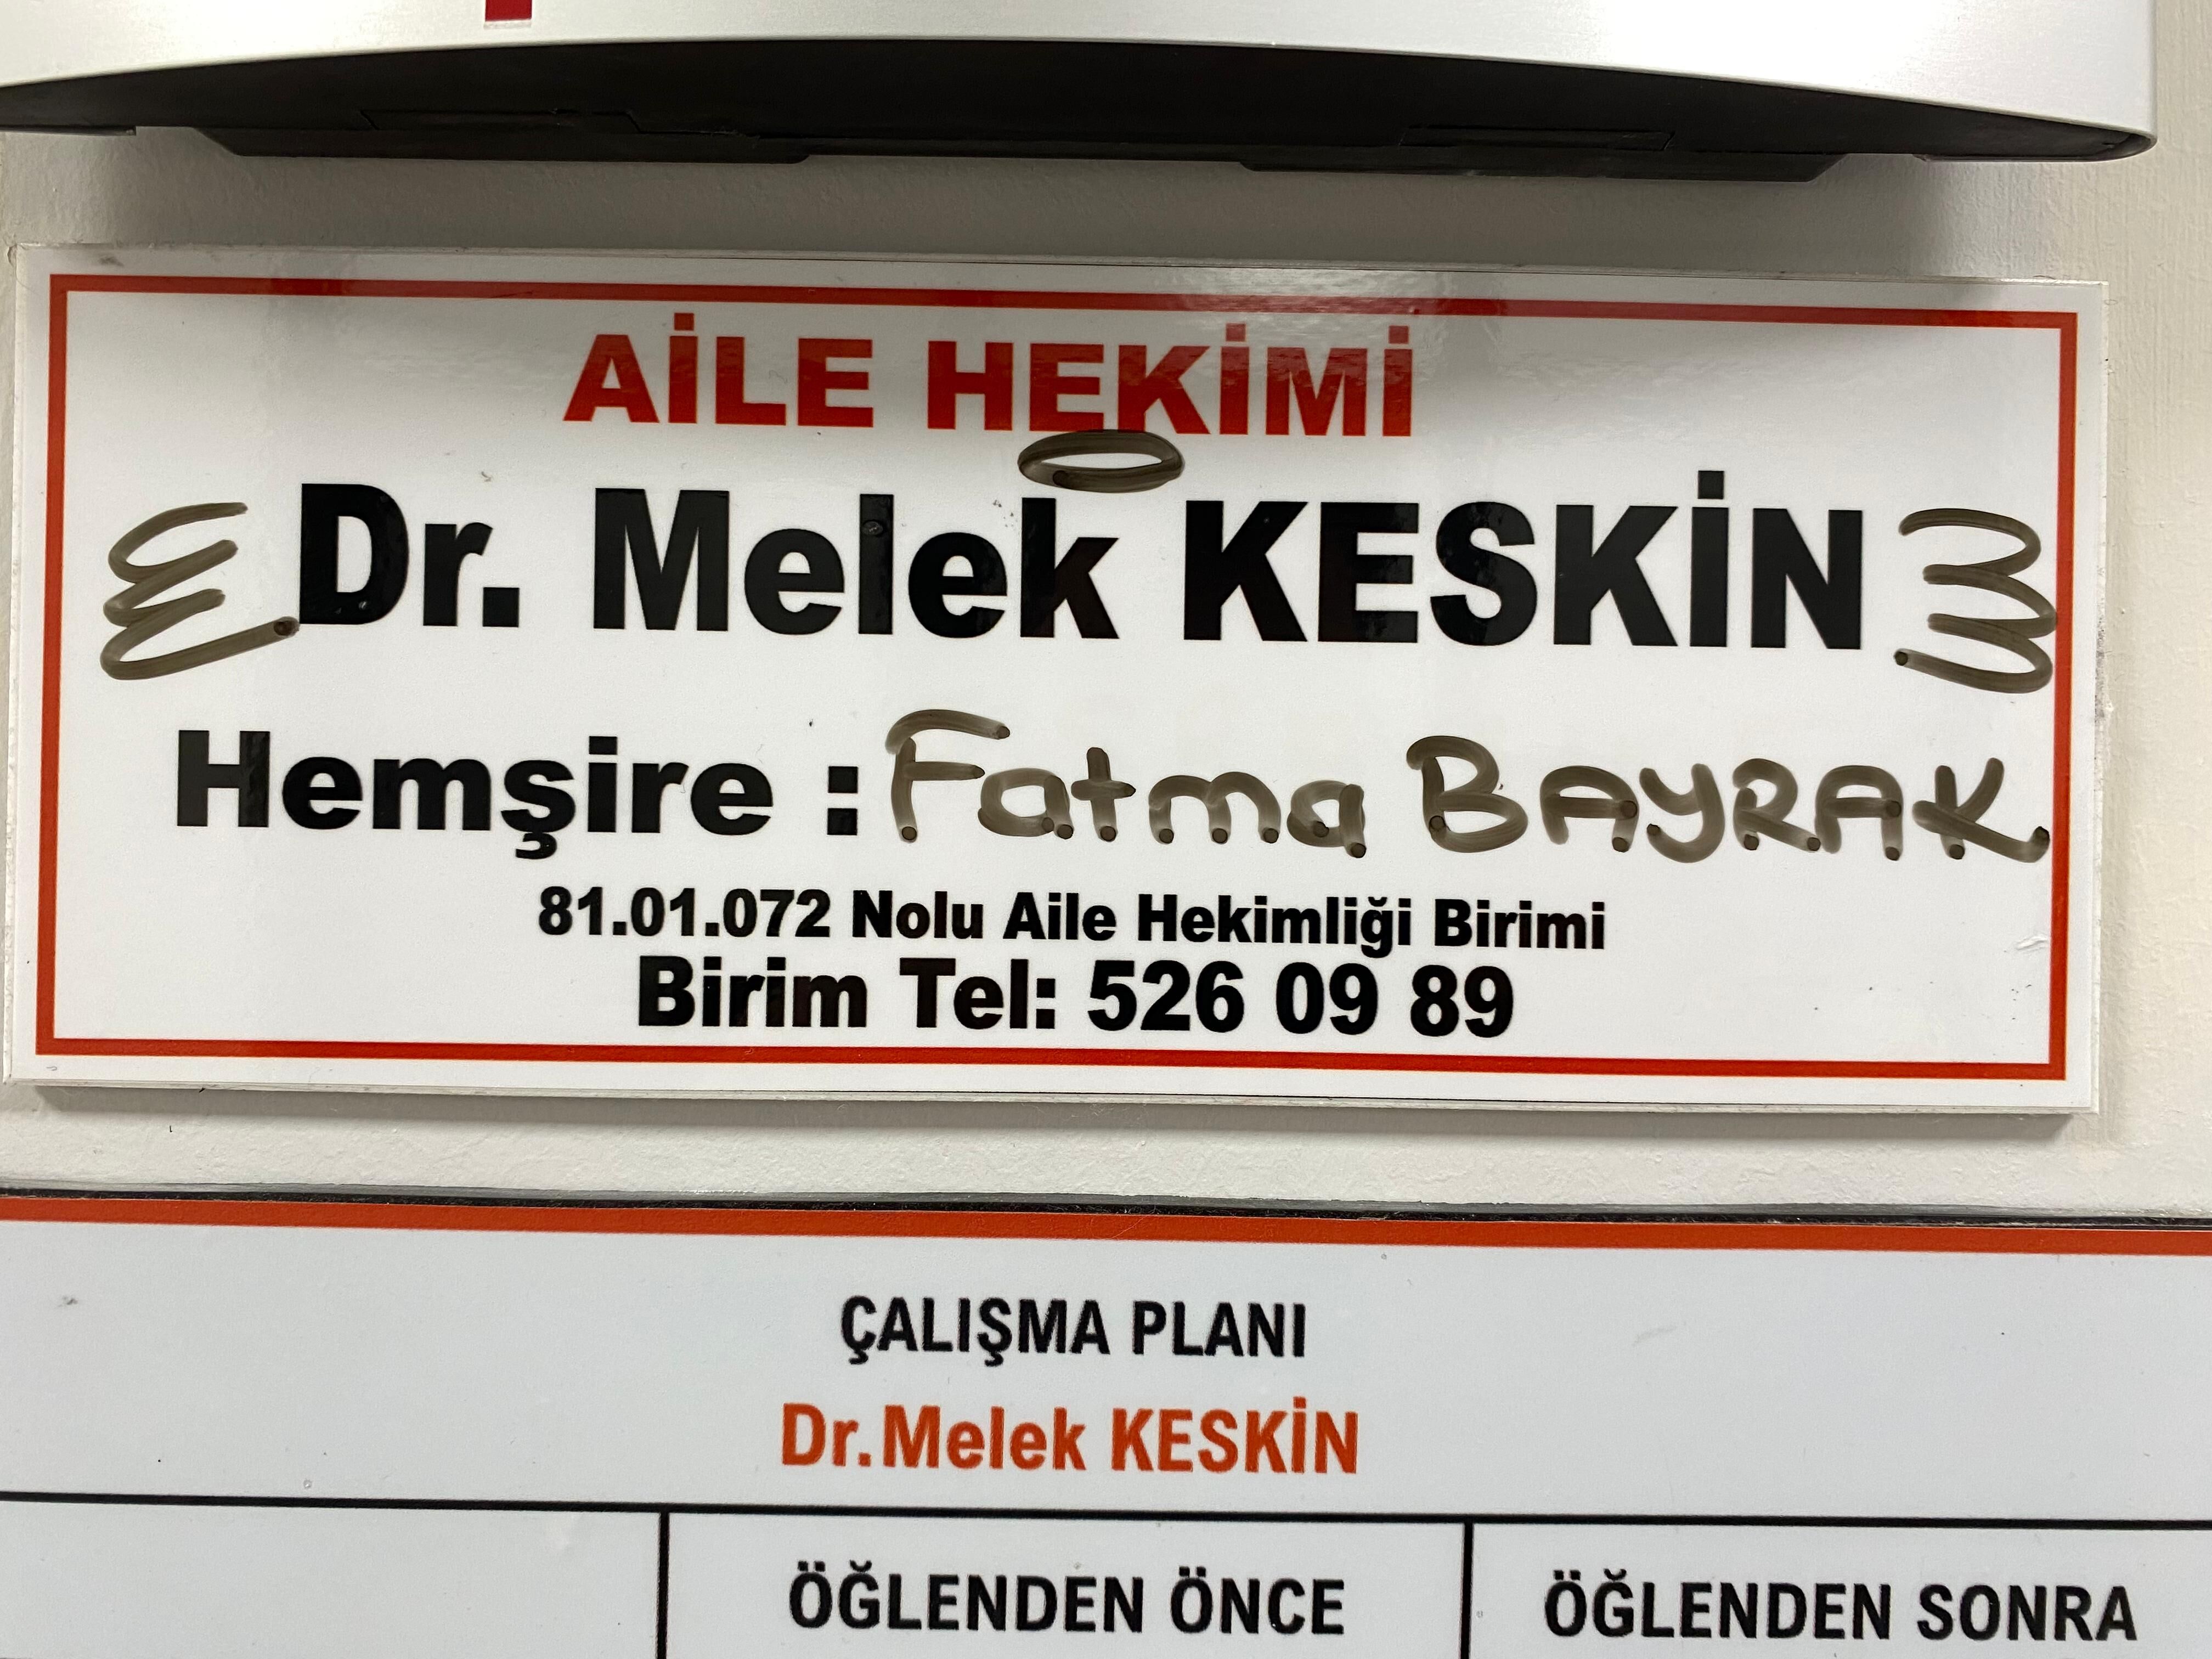 AİLE HEKİMİ
Dr. Melek KESKİN
Hemşire : Fatma BAYRAK
81.01.072 Nolu Aile Hekimliği Birimi
Birim Tel: 526 09 89
ÇALIŞMA PLANI
Dr.Melek KESKİN
ÖĞLENDEN ÖNCE
ÖĞLENDEN SONRA